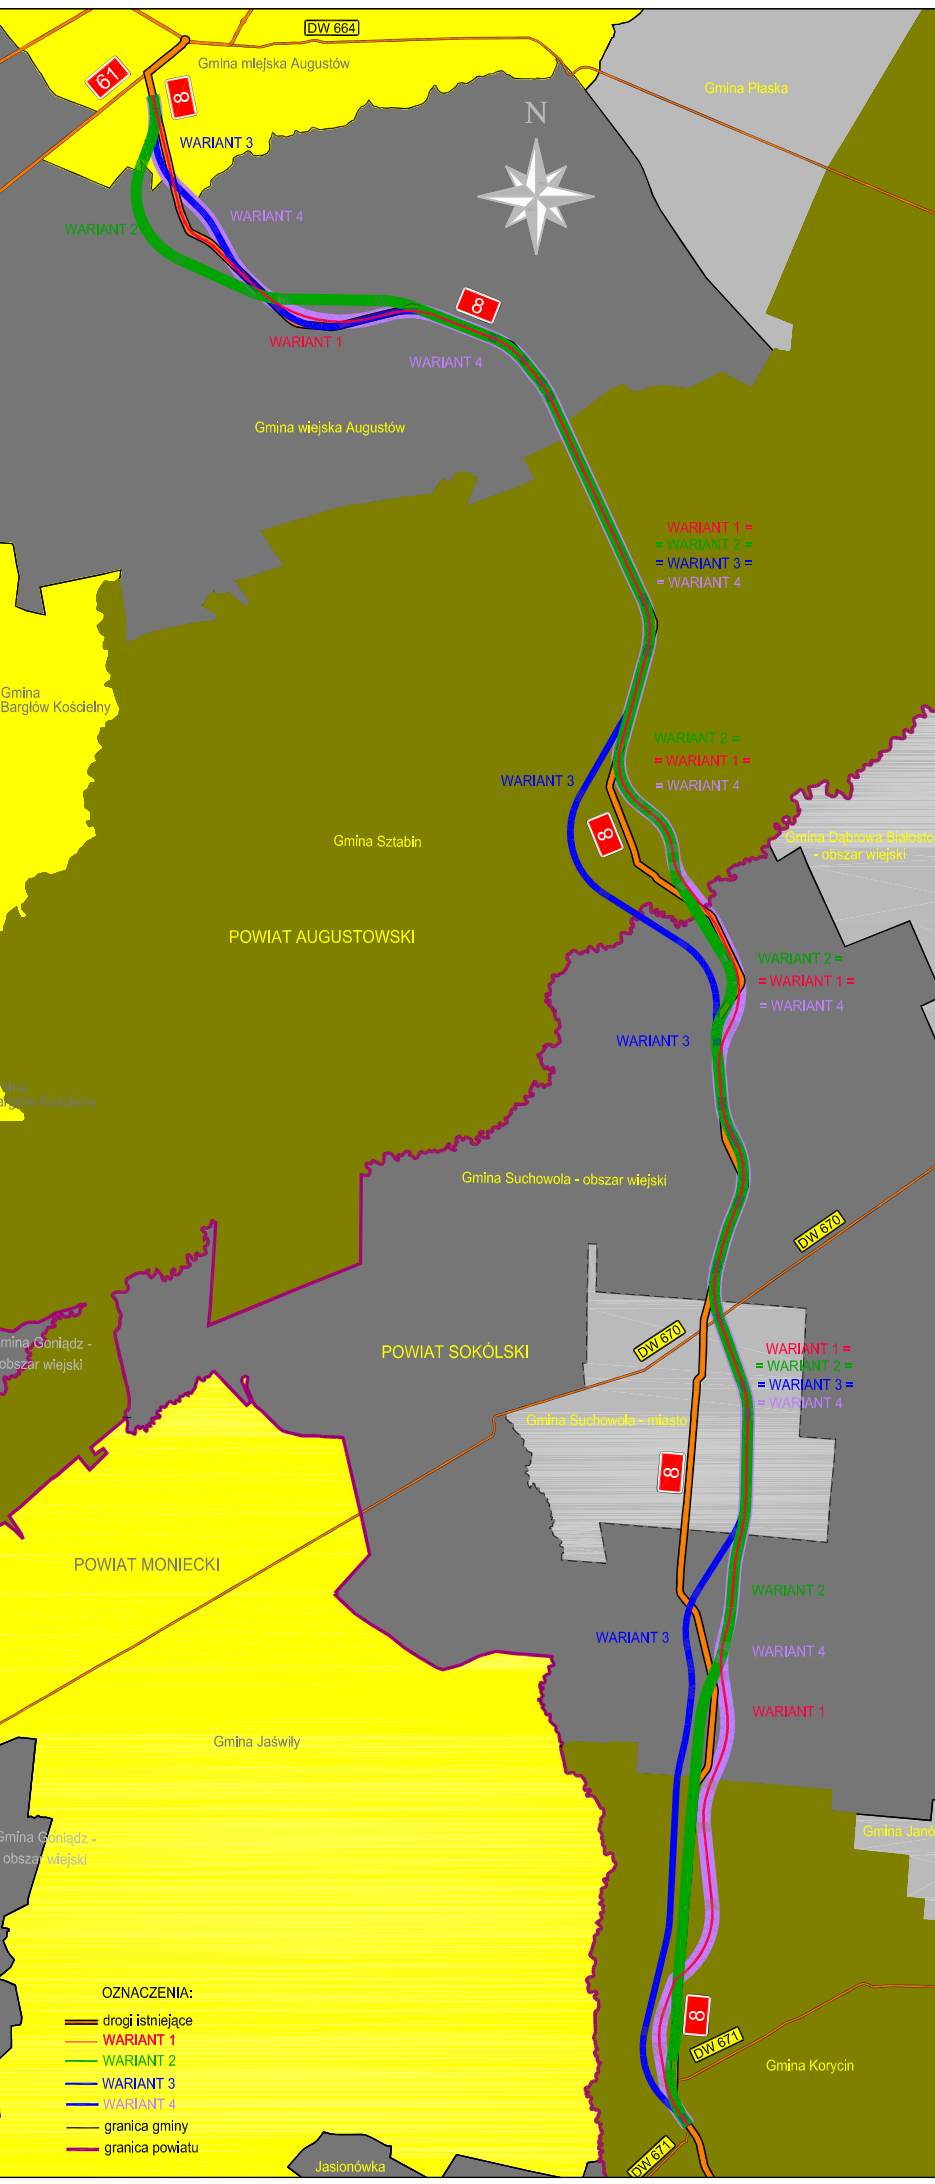 DW 664
Gmina miejska Augustów
61
8
Gmina Płaska
N
WARIANT 3
WARIANT 4
WARIANT 2
8
WARIANT 1
WARIANT 4
Gmina wiejska Augustów
WARIANT 1 =
= WARIANT 2 =
= WARIANT 3 =
= WARIANT 4
Gmina
Bargłów Kościelny
WARIANT 2 =
= WARIANT 1 =
= WARIANT 4
WARIANT 3
8
Gmina Sztabin
Gmina Dąbrowa Białosto
- obszar wiejski
POWIAT AUGUSTOWSKI
WARIANT 2 =
= WARIANT 1 =
= WARIANT 4
WARIANT 3
Gmina Suchowola - obszar wiejski
DW 670
DW 670
mina Goniądz -
obszar wiejski
POWIAT SOKÓLSKI
WARIANT 1 =
= WARIANT 2 =
= WARIANT 3 =
= WARIANT 4
Gmina Suchowola - miasto
8
POWIAT MONIECKI
WARIANT 2
WARIANT 3
WARIANT 4
WARIANT 1
Gmina Jaświły
Gmina Goniądz -
obszar wiejski
Gmina Janó
OZNACZENIA:
drogi istniejące
WARIANT 1
WARIANT 2
WARIANT 3
WARIANT 4
granica gminy
granica powiatu
8
DW 671
Gmina Korycin
DW 671
Jasionówka